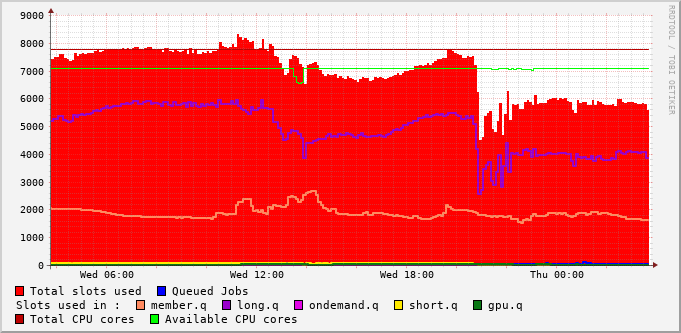 9000
8000
7000
6000
5000
4000
3000
2000
1000
0
Wed 06:00 Wed 12:00 Wed 18:00 Thu 00:00
Total slots used Queued Jobs
Slots used in : member.q long.q ondemand.q short.q gpu.q
Total CPU cores Available CPU cores
RRDTOOL / TOBI OETIKER